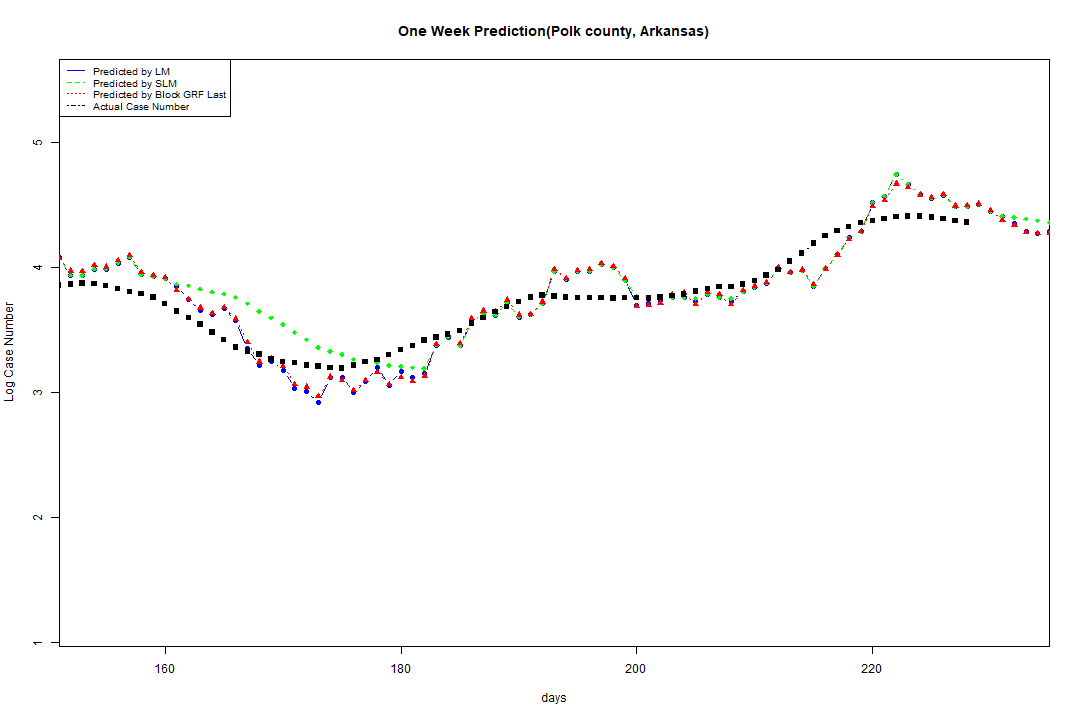 One Week Prediction(Polk county, Arkansas)
Predicted by LM
Predicted by SLM
Predicted by Block GRF Last
Actual Case Number
5
4
3
2
1
Log Case Number
160 180 200 220
days